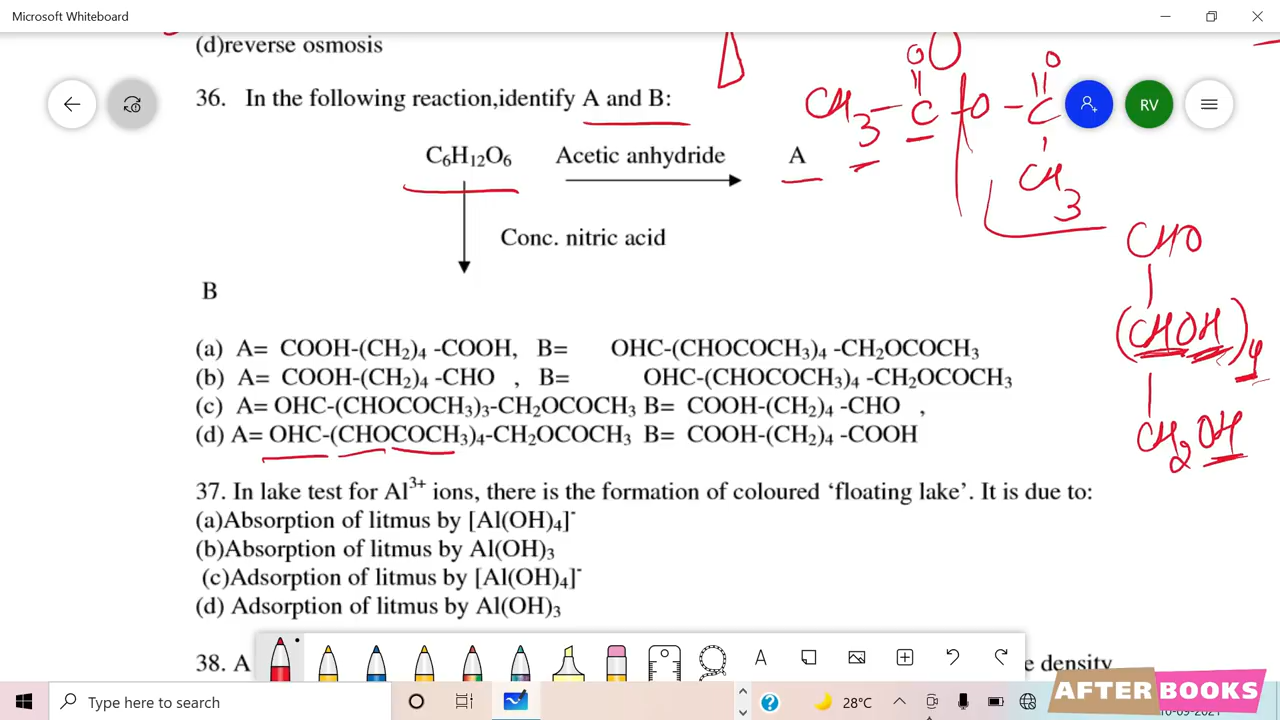 Microsoft Whiteboard
(d)reverse osmosis
36. In the following reaction,identify A and B:
C6H12O6 Acetic anhydride A
Conc. nitric acid
B
(a) A= COOH-(CH2)4 -COOH, B= OHC-(CHOCOCH3)4 -CH2OCOCH3
(b) A= COOH-(CH2)4 -CHO , B= OHC-(CHOCOCH3)4 -CH2OCOCH3
(c) A= OHC-(CHOCOCH3)3-CH2OCOCH3 B= COOH-(CH2)4 -CHO ,
(d) A= OHC-(CHOCOCH3)4-CH2OCOCH3 B= COOH-(CH2)4 -COOH
37. In lake test for Al3+ ions, there is the formation of coloured ‘floating lake’. It is due to:
(a)Absorption of litmus by [Al(OH)4]-
(b)Absorption of litmus by Al(OH)3
(c)Adsorption of litmus by [Al(OH)4]-
(d) Adsorption of litmus by Al(OH)3
38. A
e density
O O
CH3 - C - O - C
CH3
RV
CHO
(CHOH)4
CH2OH
A
AFTER BOOKS
Type here to search
28°C
10-09-2021